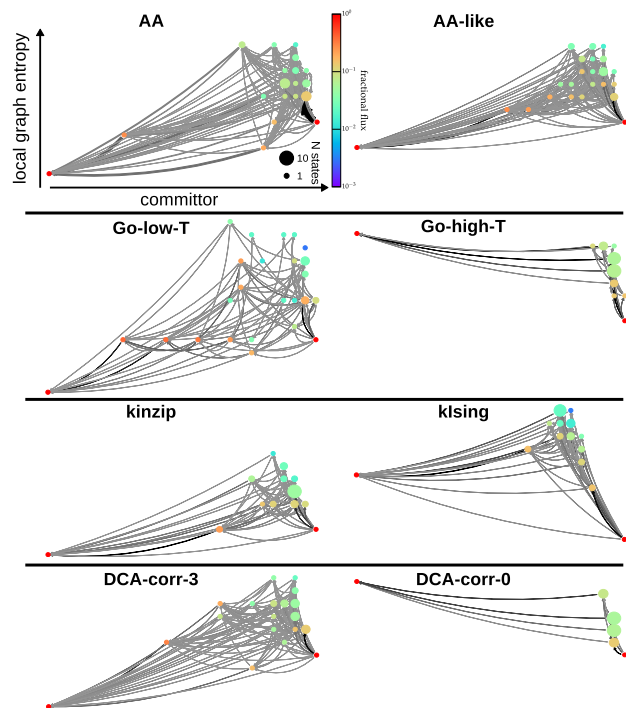 AA
AA-like
local graph entropy
10⁰
10⁻¹
10⁻²
10⁻³
fractional flux
N states
10
1
committor
Go-low-T
Go-high-T
kinzip
kIsing
DCA-corr-3
DCA-corr-0